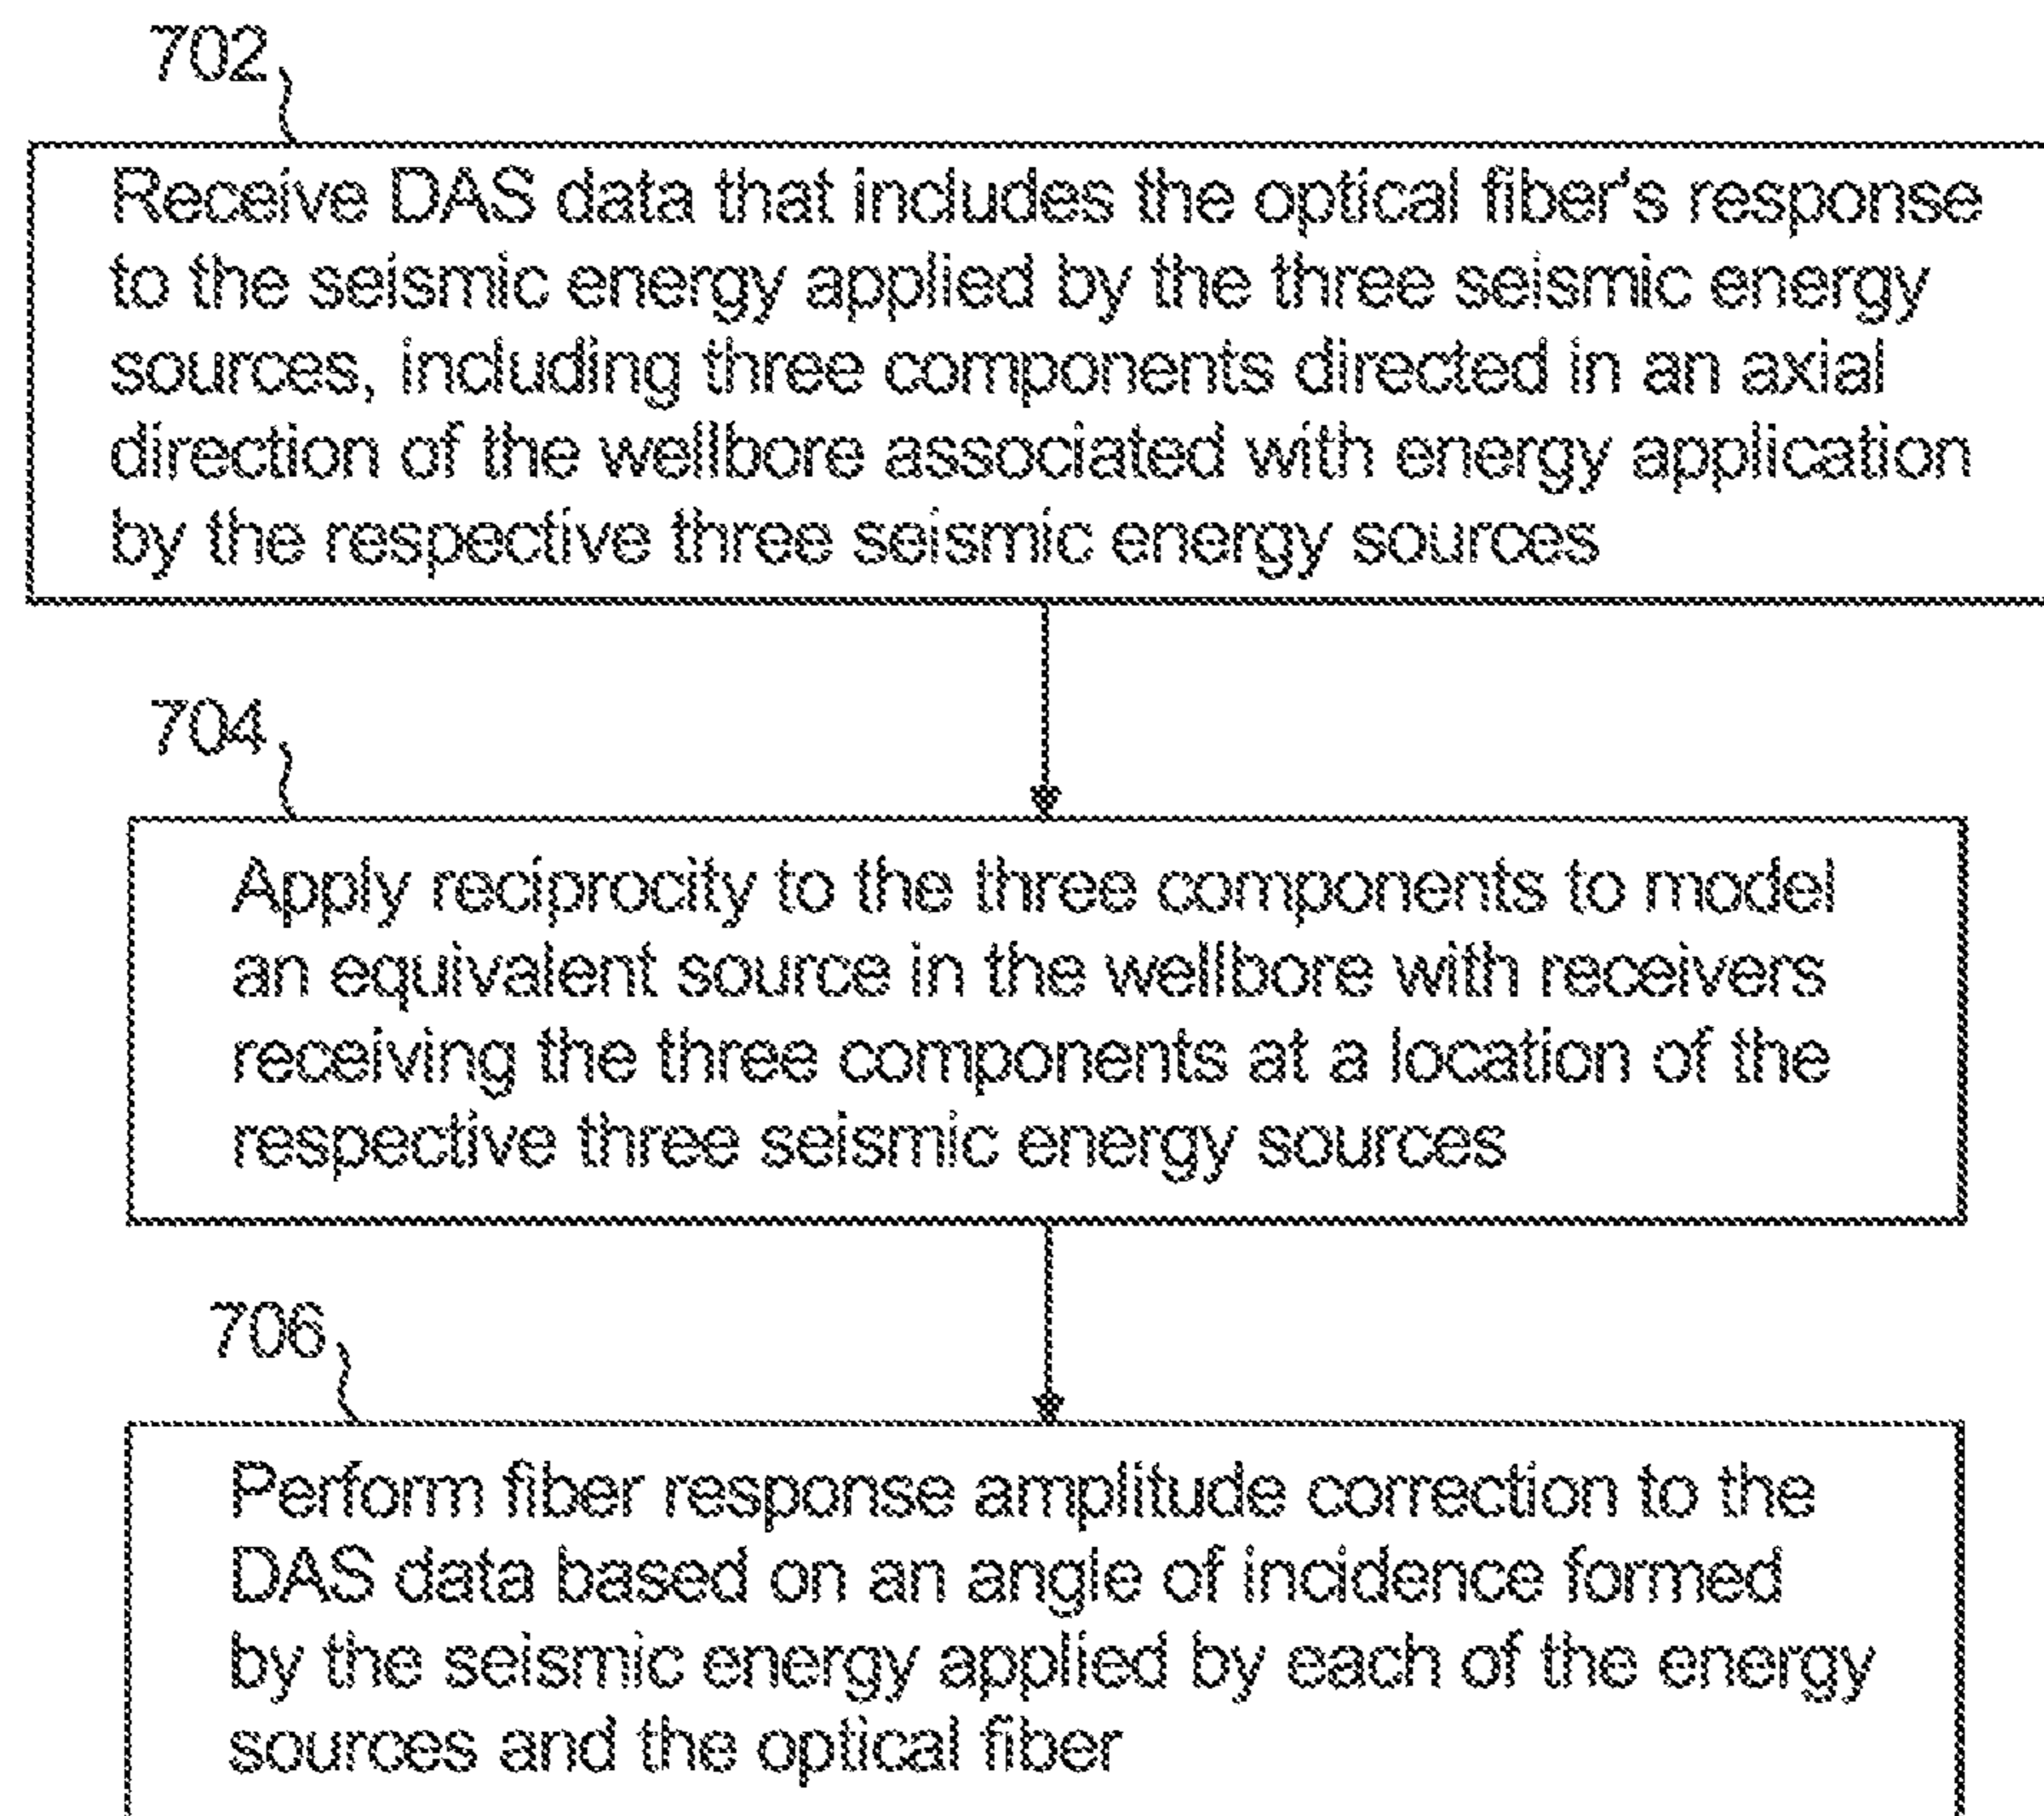 702
Receive DAS data that includes the optical fiber's response
to the seismic energy applied by the three seismic energy
sources, including three components directed in an axial
direction of the wellbore associated with energy application
by the respective three seismic energy sources
704
Apply reciprocity to the three components to model
an equivalent source in the wellbore with receivers
receiving the three components at a location of the
respective three seismic energy sources
706
Perform fiber response amplitude correction to the
DAS data based on an angle of incidence formed
by the seismic energy applied by each of the energy
sources and the optical fiber